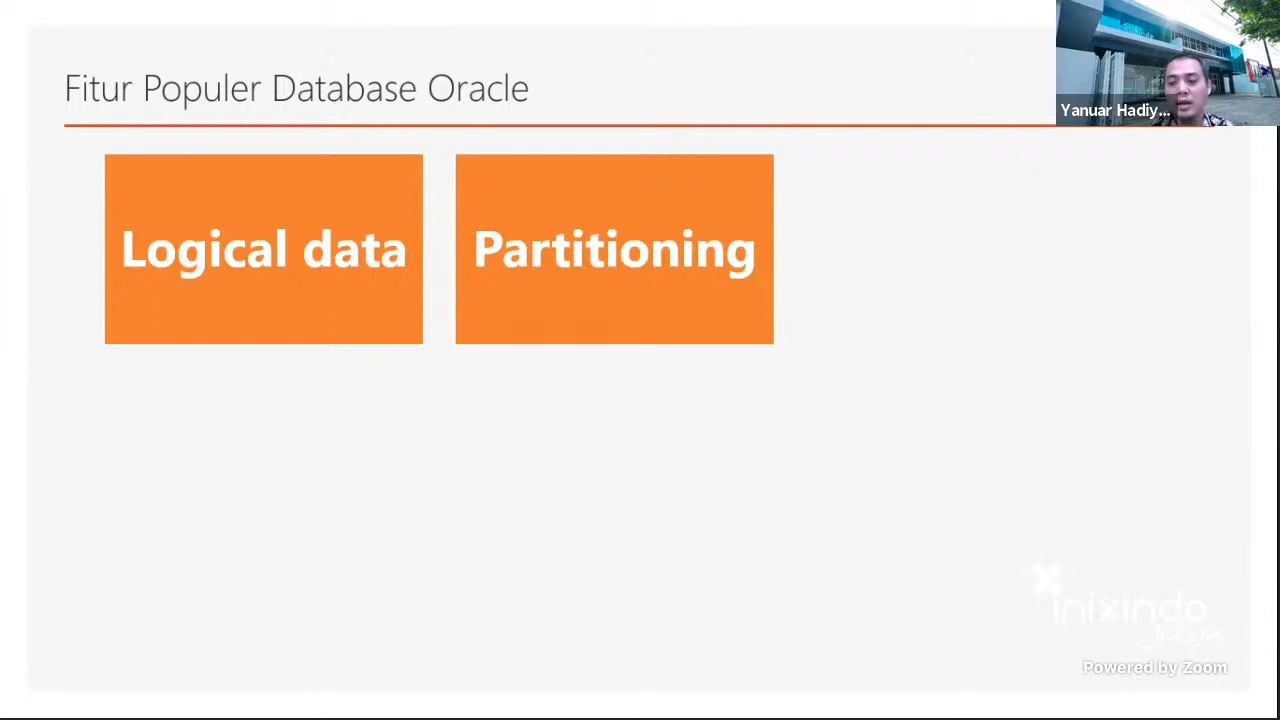 Fitur Populer Database Oracle
Yanuar Hadiy...
Logical data
Partitioning
inixindo
Powered by Zoom